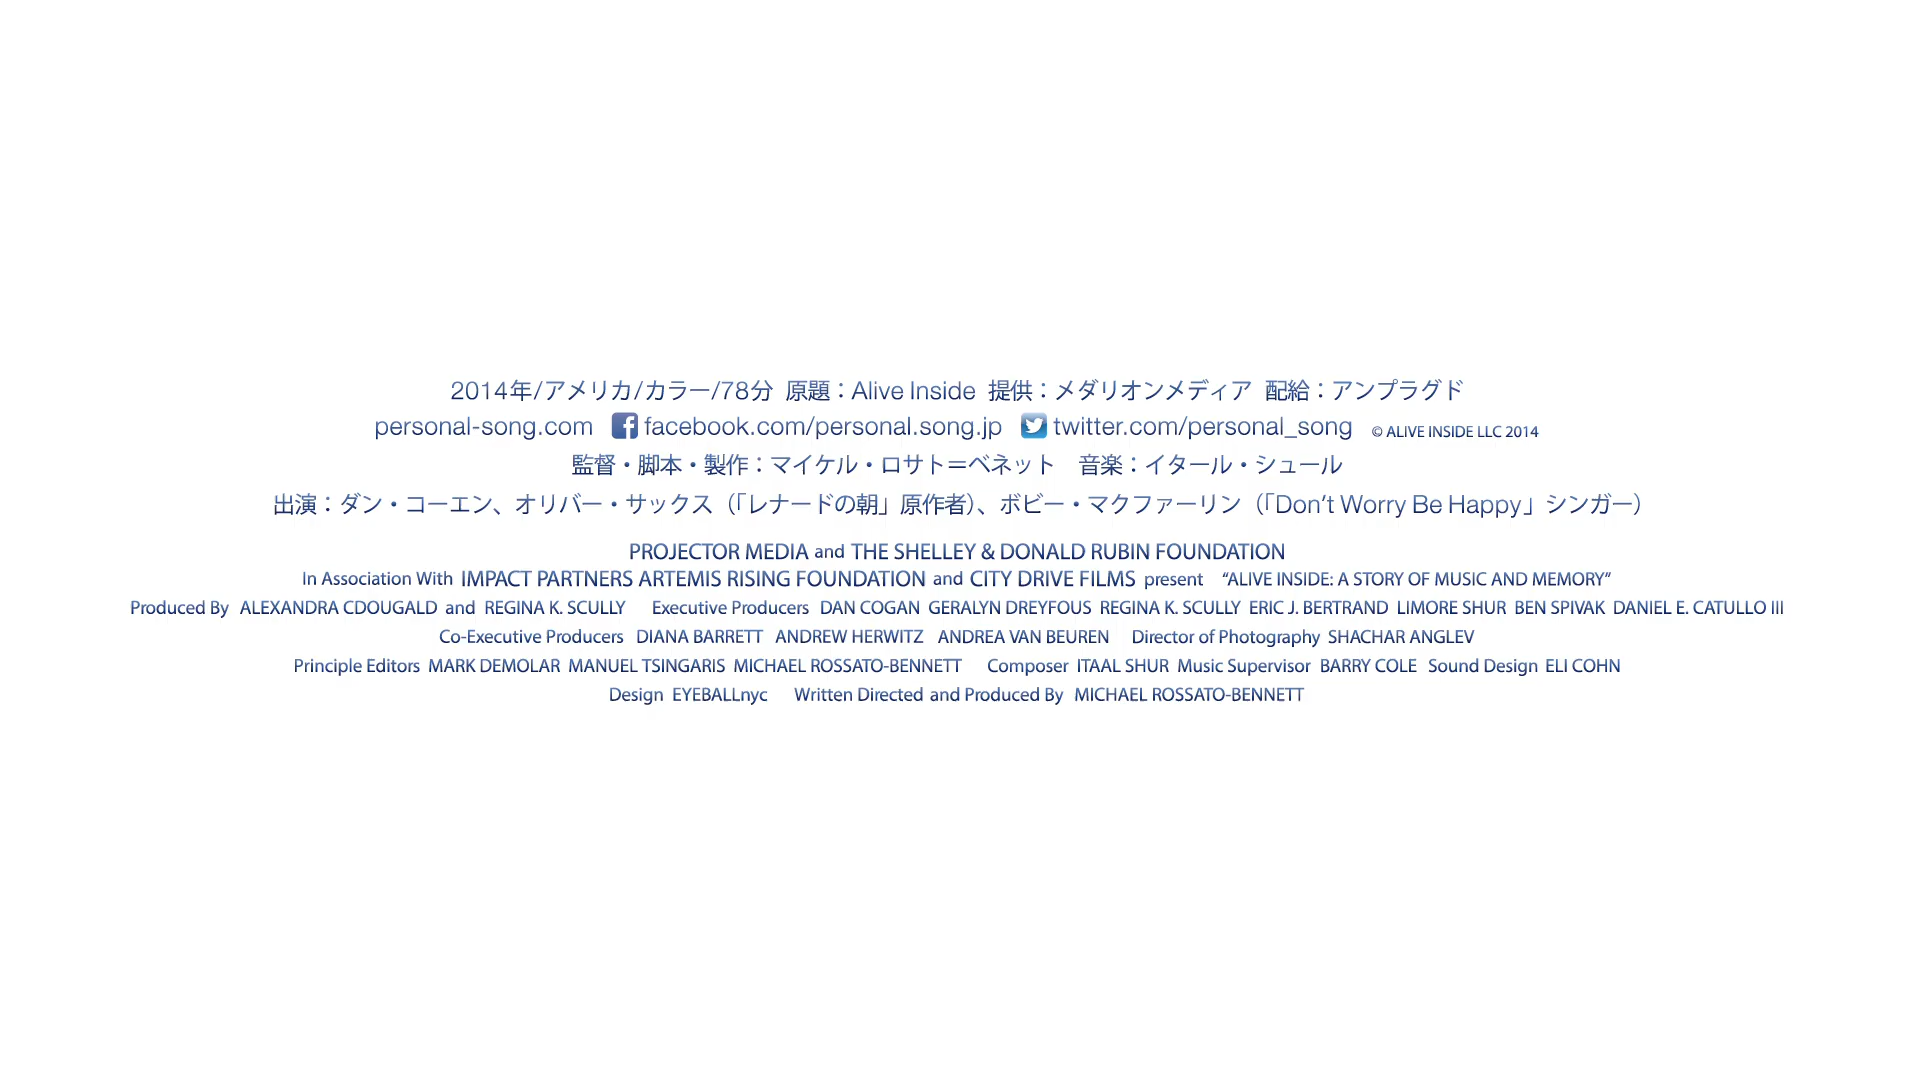 2014年/アメリカ/カラー/78分 原題：Alive Inside 提供：メダリオンメディア 配給：アンプラグド
personal-song.com facebook.com/personal.song.jp twitter.com/personal_song © ALIVE INSIDE LLC 2014
監督・脚本・製作：マイケル・ロサト＝ベネット 音楽：イタール・シュール
出演：ダン・コーエン、オリバー・サックス（「レナードの朝」原作者）、ボビー・マクファーリン（「Don’t Worry Be Happy」シンガー）
PROJECTOR MEDIA and THE SHELLEY & DONALD RUBIN FOUNDATION
In Association With IMPACT PARTNERS ARTEMIS RISING FOUNDATION and CITY DRIVE FILMS present “ALIVE INSIDE: A STORY OF MUSIC AND MEMORY”
Produced By ALEXANDRA CDOUGALD and REGINA K. SCULLY Executive Producers DAN COGAN GERALYN DREYFOUS REGINA K. SCULLY ERIC J. BERTRAND LIMORE SHUR BEN SPIVAK DANIEL E. CATULLO III
Co-Executive Producers DIANA BARRETT ANDREW HERWITZ ANDREA VAN BEUREN Director of Photography SHACHAR ANGLEV
Principle Editors MARK DEMOLAR MANUEL TSINGARIS MICHAEL ROSSATO-BENNETT Composer ITAAL SHUR Music Supervisor BARRY COLE Sound Design ELI COHN
Design EYEBALLnyc Written Directed and Produced By MICHAEL ROSSATO-BENNETT